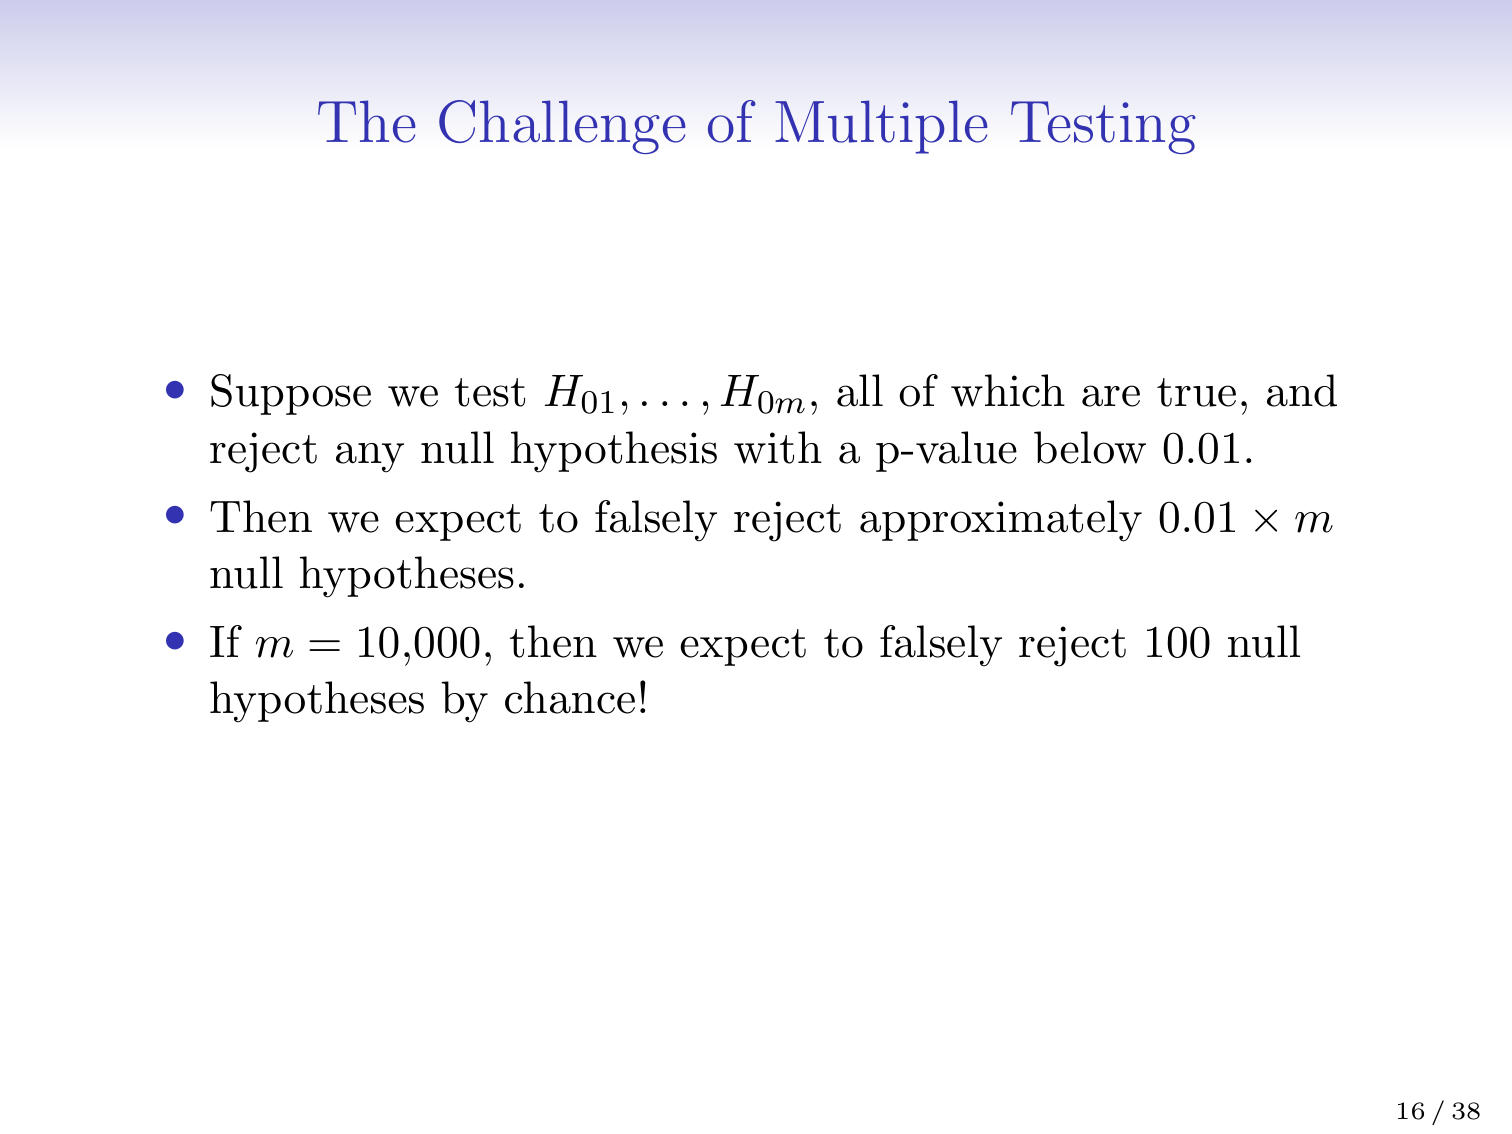 The Challenge of Multiple Testing
• Suppose we test H₀₁, . . . , H₀ₘ, all of which are true, and
reject any null hypothesis with a p-value below 0.01.
• Then we expect to falsely reject approximately 0.01 × m
null hypotheses.
• If m = 10,000, then we expect to falsely reject 100 null
hypotheses by chance!
16 / 38